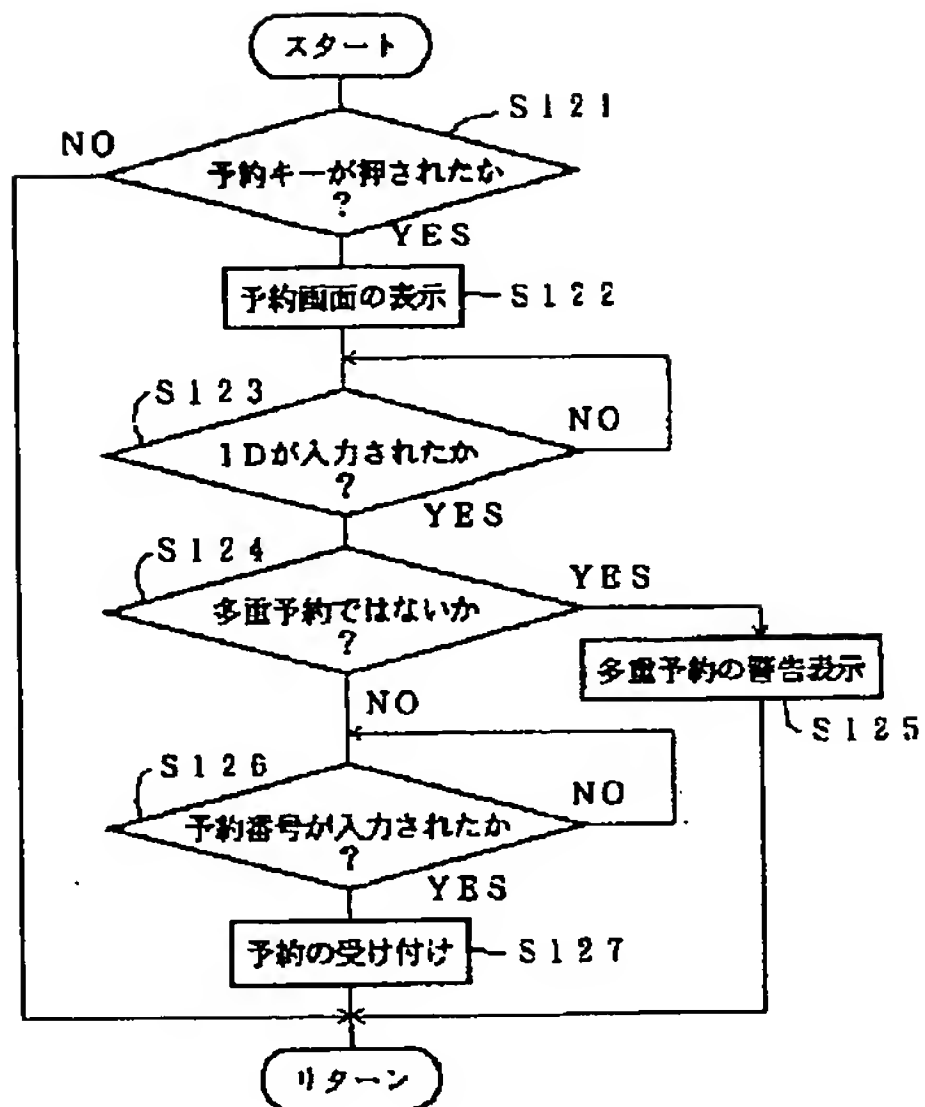 スタート
S121
NO
予約キーが押されたか
?
YES
予約画面の表示
S122
S123
NO
IDが入力されたか
?
YES
S124
YES
多重予約ではないか
?
多重予約の警告表示
NO
S125
S126
NO
予約番号が入力されたか
?
YES
予約の受け付け
S127
リターン